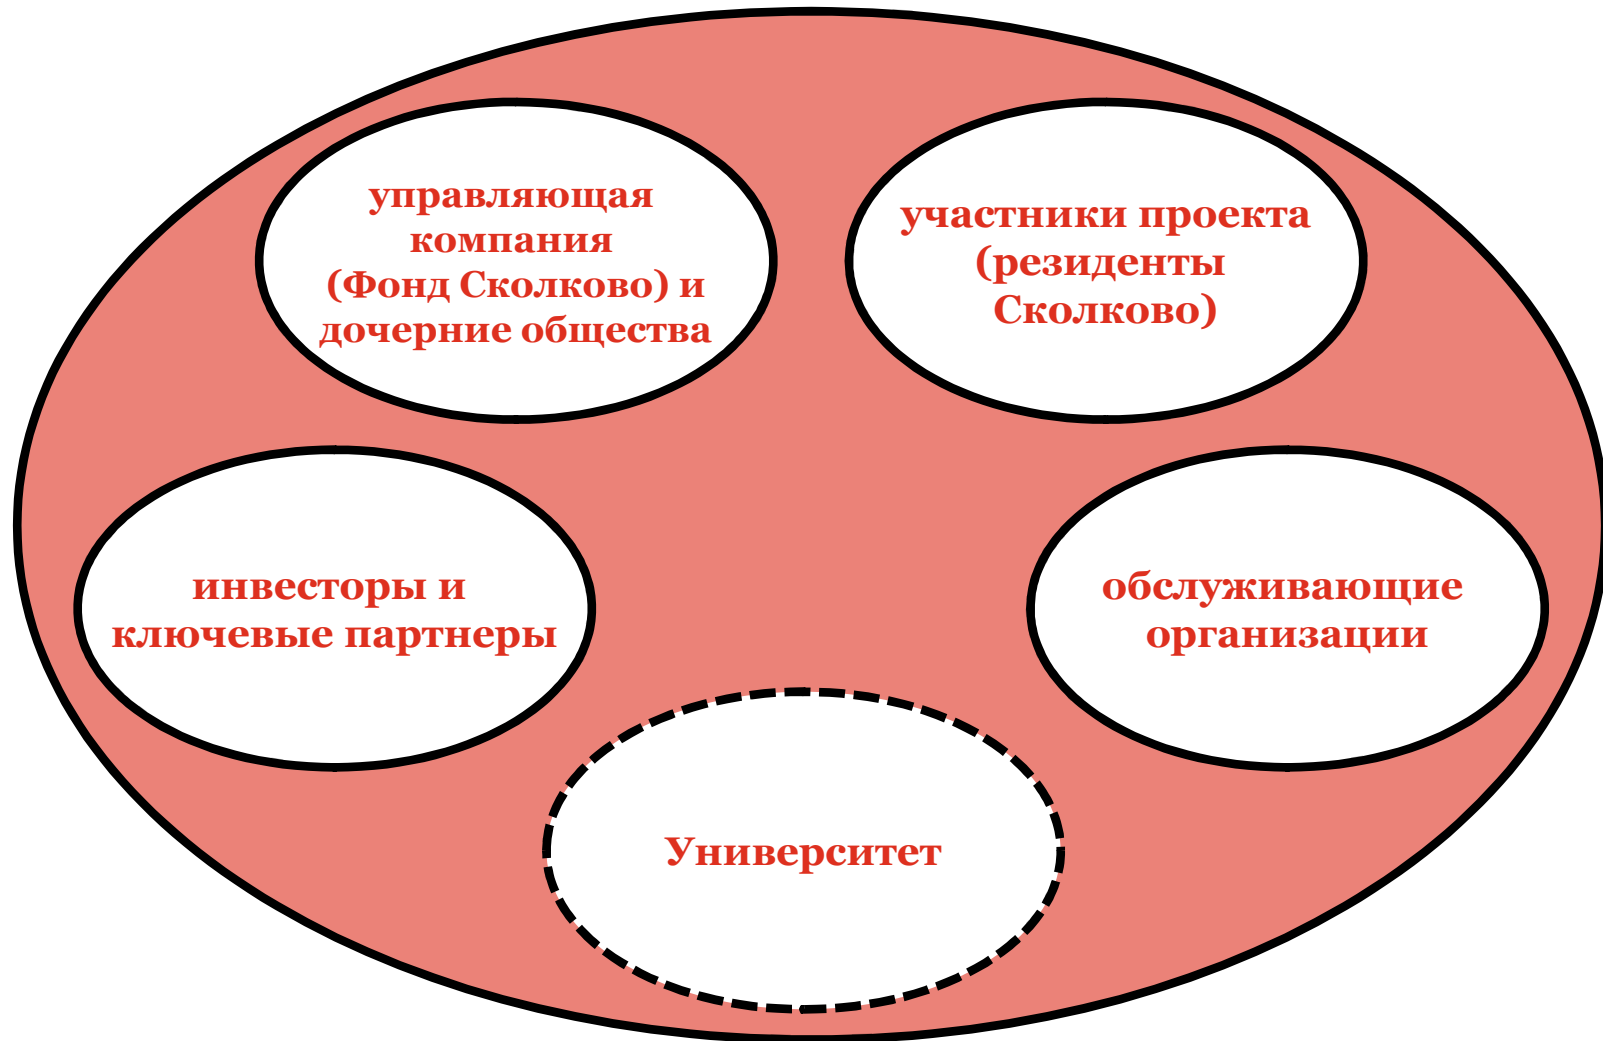 управляющая
компания
(Фонд Сколково) и
дочерние общества
участники проекта
(резиденты
Сколково)
инвесторы и
ключевые партнеры
обслуживающие
организации
Университет